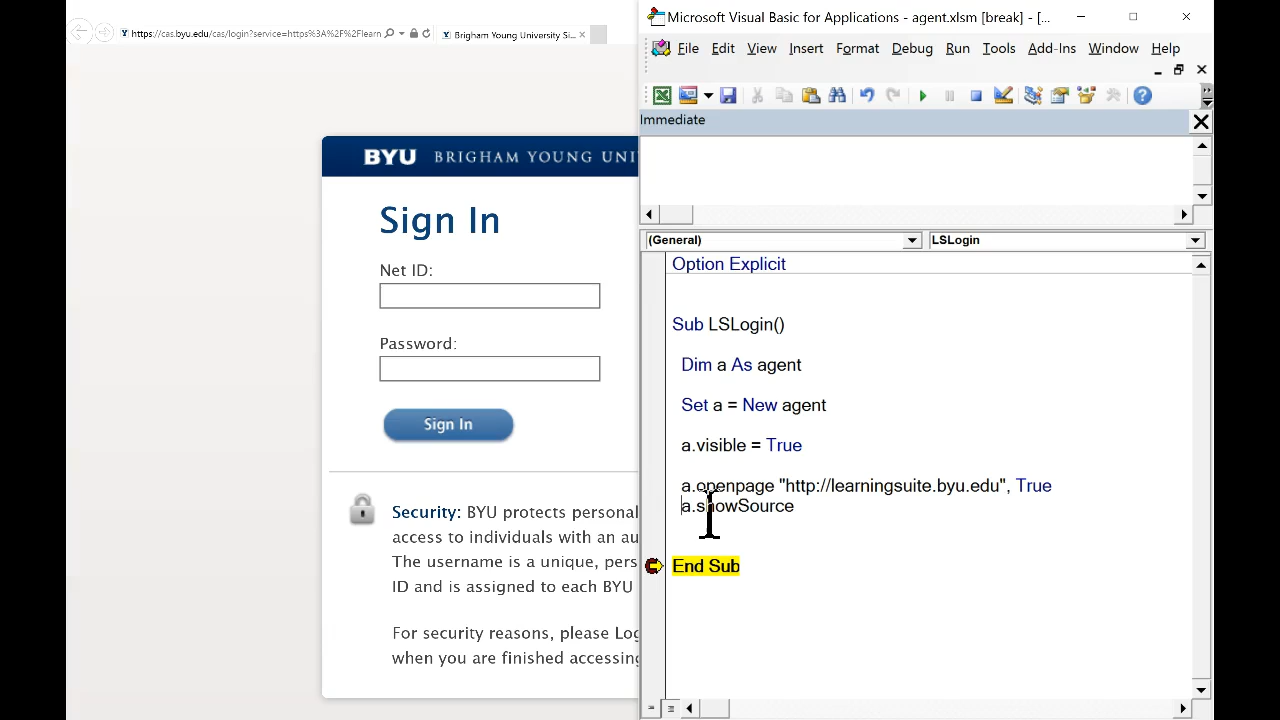 https://cas.byu.edu/cas/login?service=https%3A%2F%2Flearn
Brigham Young University Si...
BYU BRIGHAM YOUNG UNI
Sign In
Net ID:
Password:
Sign In
Security: BYU protects personal
access to individuals with an au
The username is a unique, pers
ID and is assigned to each BYU
For security reasons, please Log
when you are finished accessing
Microsoft Visual Basic for Applications - agent.xlsm [break] - [...
File Edit View Insert Format Debug Run Tools Add-Ins Window Help
Immediate
(General) LSLogin
Option Explicit
Sub LSLogin()
Dim a As agent
Set a = New agent
a.visible = True
a.openpage "http://learningsuite.byu.edu", True
a.showSource
End Sub